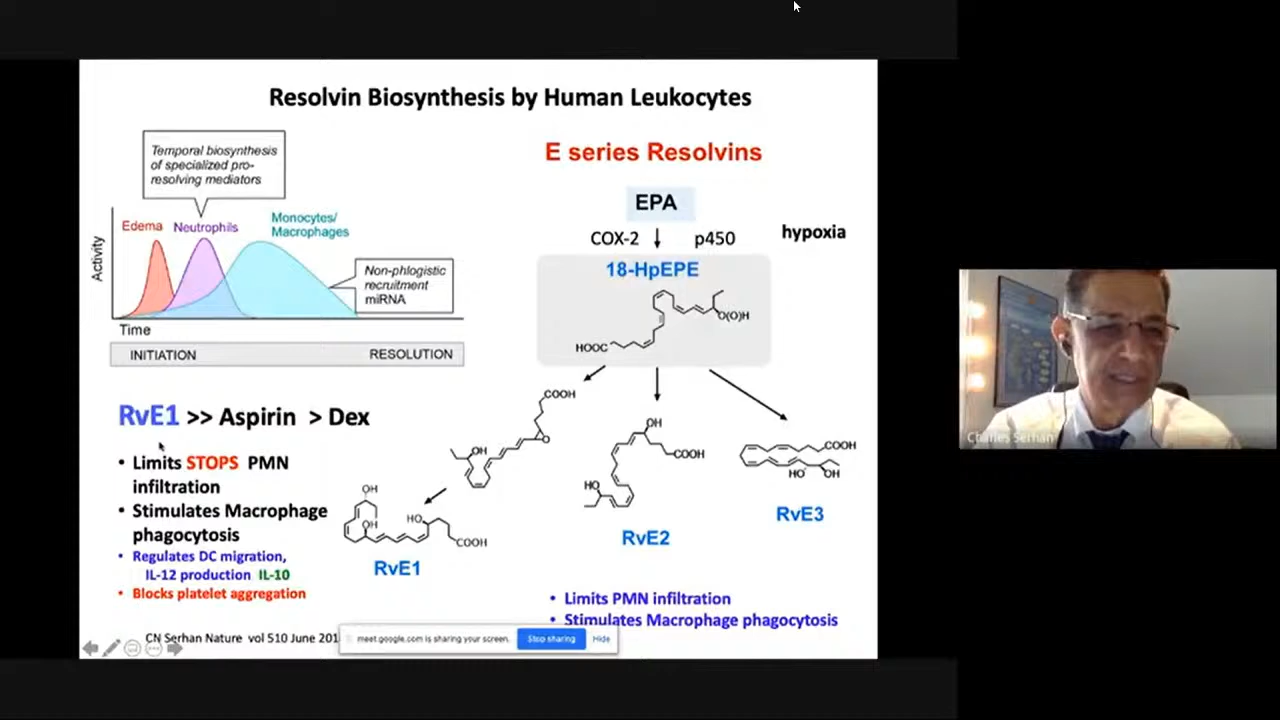 Resolvin Biosynthesis by Human Leukocytes
Temporal biosynthesis
of specialized pro-
resolving mediators
Edema
Neutrophils
Monocytes/
Macrophages
Activity
Non-phlogistic
recruitment
miRNA
Time
INITIATION
RESOLUTION
E series Resolvins
EPA
COX-2
p450
hypoxia
18-HpEPE
O(O)H
HOOC
COOH
OH
O
OH
COOH
HO
COOH
HO
OH
RvE3
RvE2
OH
OH
HO
COOH
RvE1
RvE1 >> Aspirin > Dex
• Limits STOPS PMN
infiltration
• Stimulates Macrophage
phagocytosis
• Regulates DC migration,
IL-12 production IL-10
• Blocks platelet aggregation
• Limits PMN infiltration
• Stimulates Macrophage phagocytosis
CN Serhan Nature vol 510 June 201
meet.google.com is sharing your screen.
Stop sharing
Hide
Charles Serhan